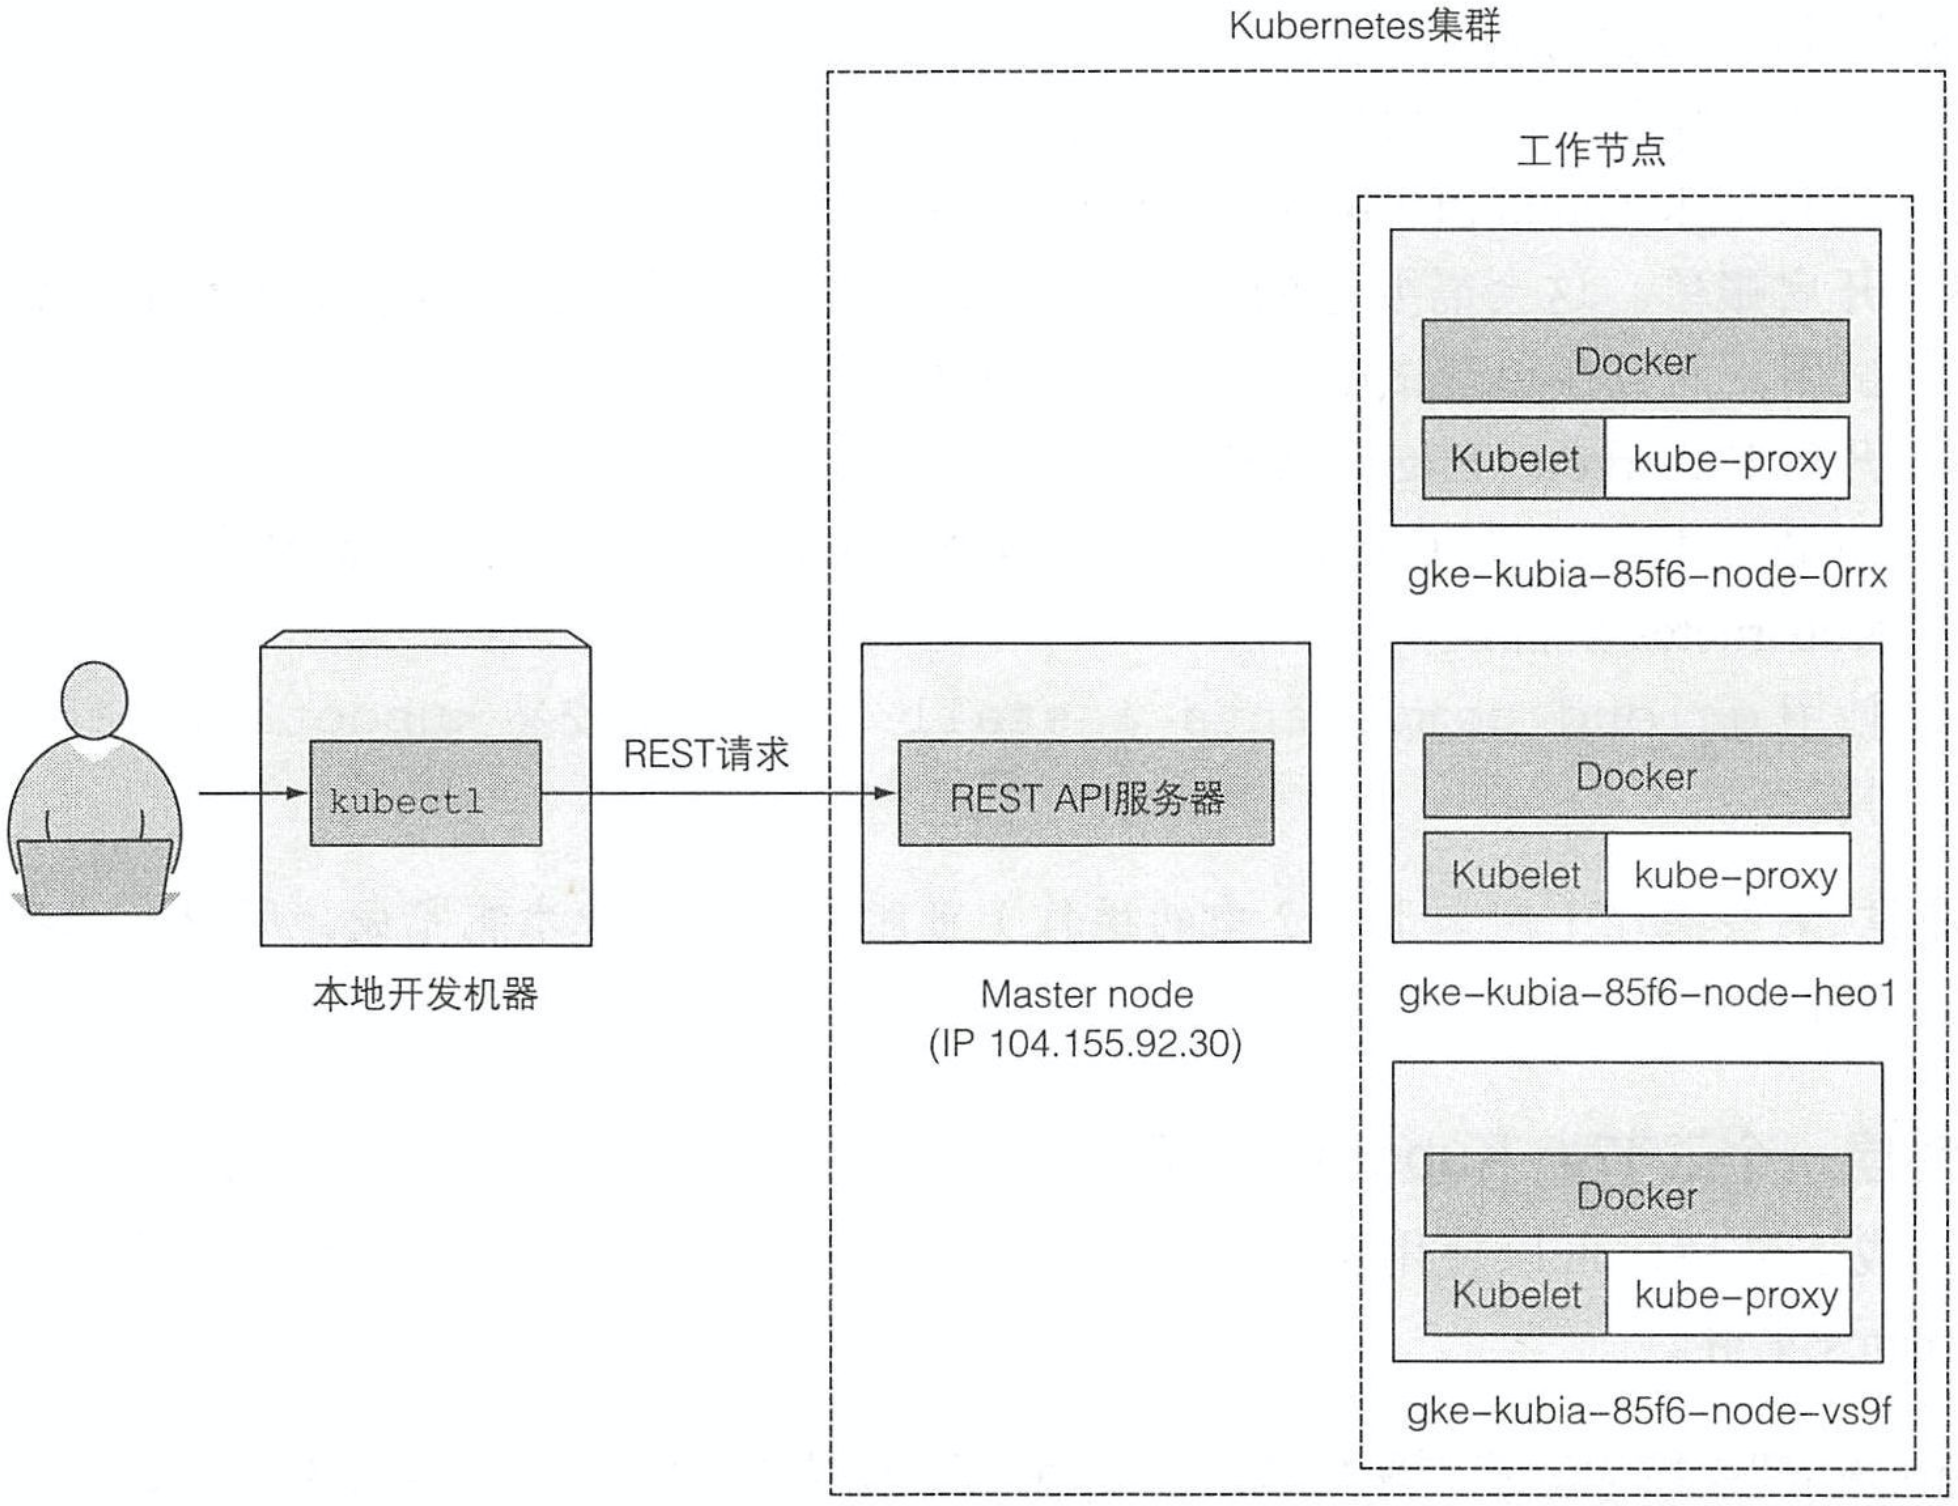 Kubernetes集群
工作节点
Docker
Kubelet
kube-proxy
gke-kubia-85f6-node-0rrx
kubectl
REST请求
REST API服务器
本地开发机器
Master node
(IP 104.155.92.30)
Docker
Kubelet
kube-proxy
gke-kubia-85f6-node-heo1
Docker
Kubelet
kube-proxy
gke-kubia-85f6-node-vs9f